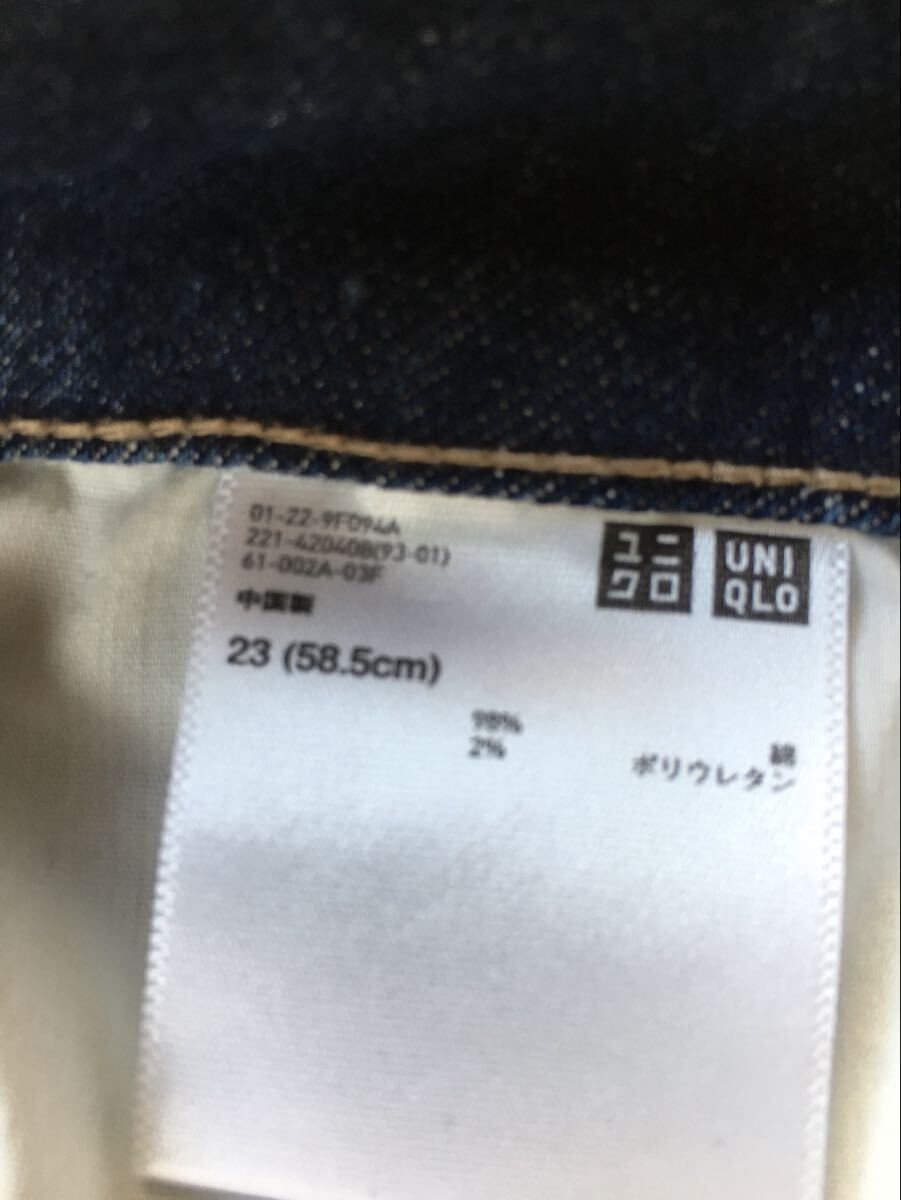 01-22-9F094A
221-420408(93-01)
61-002A-03F
中国製
23 (58.5cm)
ユニ
クロ
UNI
QLO
98% 綿
2% ポリウレタン